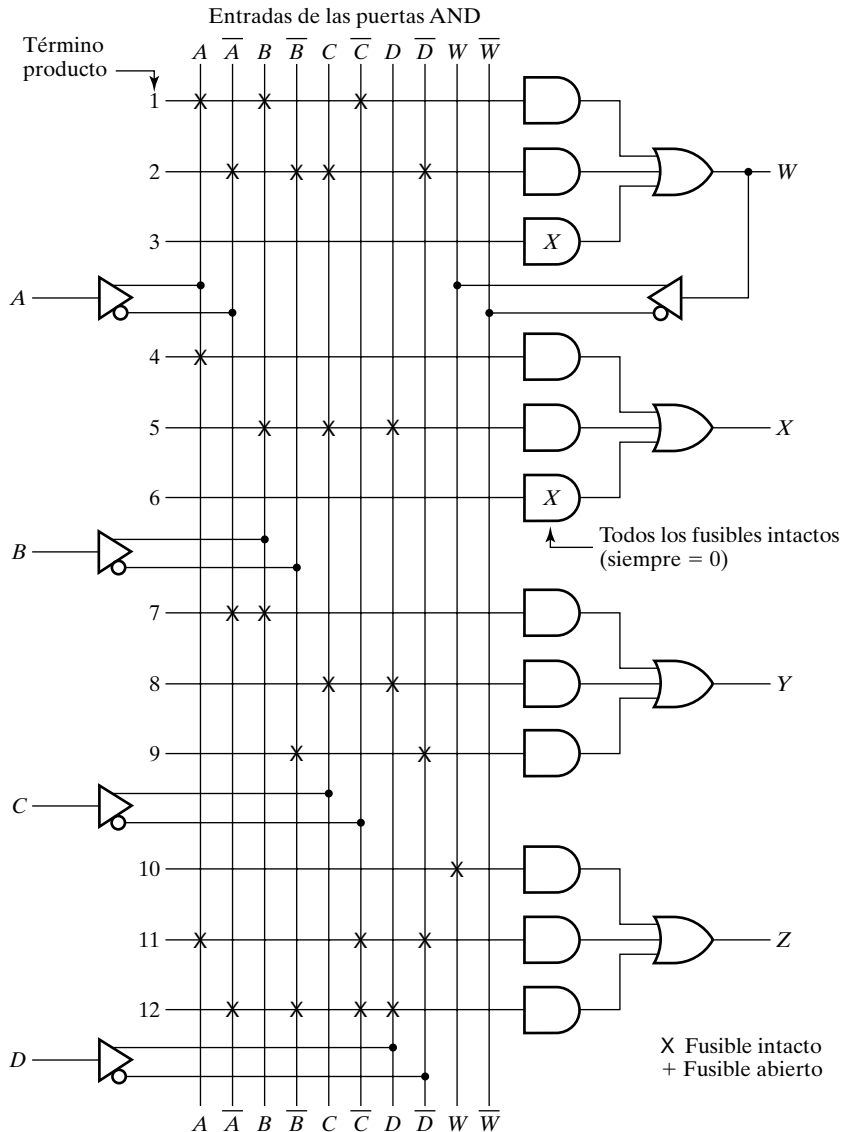 Entradas de las puertas AND
Término
producto
A A̅ B B̅ C C̅ D D̅ W W̅
1
2
W
3
X
A
4
5
X
6
X
Todos los fusibles intactos
(siempre = 0)
B
7
8
Y
9
C
10
11
Z
12
X Fusible intacto
+ Fusible abierto
D
A A̅ B B̅ C C̅ D D̅ W W̅